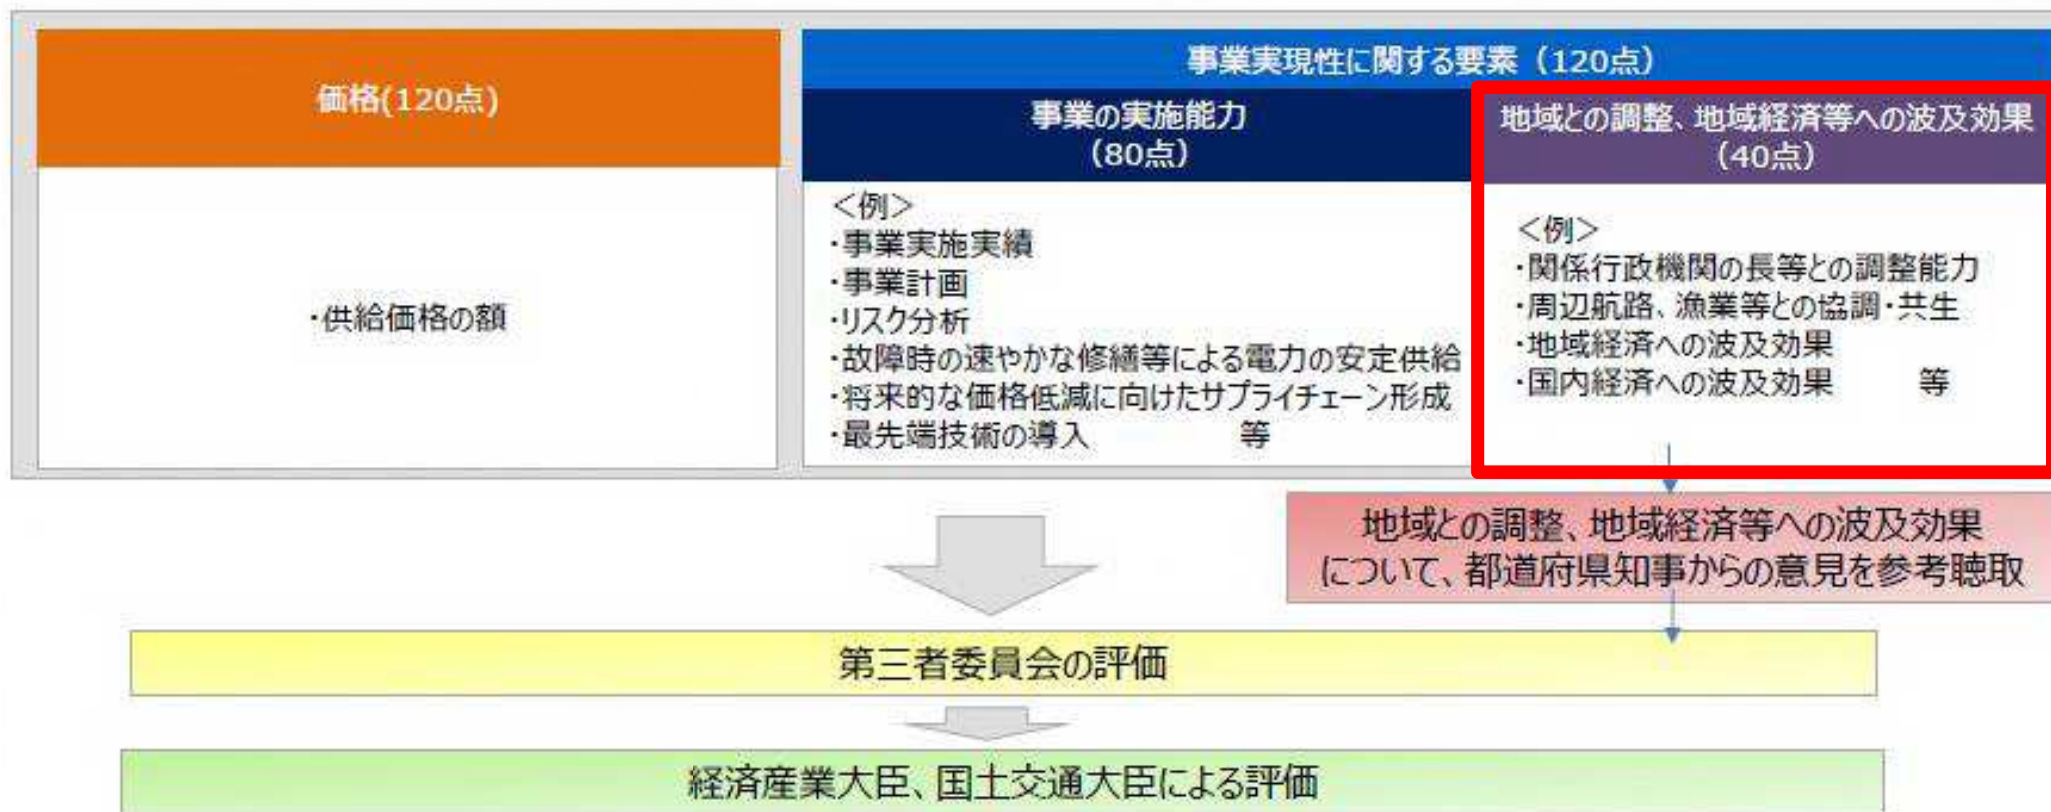 価格(120点)
・供給価格の額
事業実現性に関する要素（120点）
事業の実施能力
（80点）
＜例＞
・事業実施実績
・事業計画
・リスク分析
・故障時の速やかな修繕等による電力の安定供給
・将来的な価格低減に向けたサプライチェーン形成
・最先端技術の導入　　　　　等
地域との調整、地域経済等への波及効果
（40点）
＜例＞
・関係行政機関の長等との調整能力
・周辺航路、漁業等との協調・共生
・地域経済への波及効果
・国内経済への波及効果　　　等
地域との調整、地域経済等への波及効果
について、都道府県知事からの意見を参考聴取
第三者委員会の評価
経済産業大臣、国土交通大臣による評価